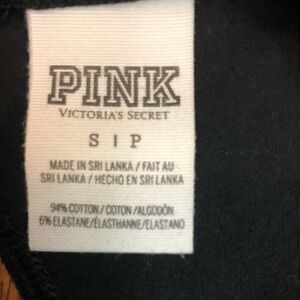 PINK
VICTORIA'S SECRET
S | P
MADE IN SRI LANKA / FAIT AU
SRI LANKA / HECHO EN SRI LANKA
94% COTTON / COTON / ALGODÓN
6% ELASTANE/ÉLASTHANNE/ELASTANO